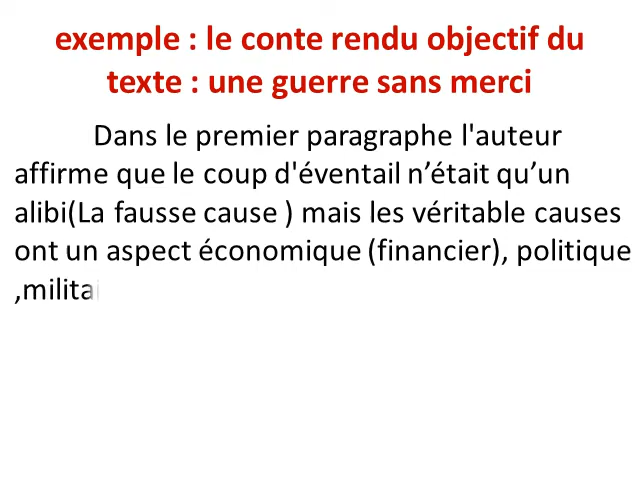 exemple : le conte rendu objectif du
texte : une guerre sans merci
Dans le premier paragraphe l'auteur
affirme que le coup d'éventail n’était qu’un
alibi(La fausse cause ) mais les véritable causes
ont un aspect économique (financier), politique
,militai